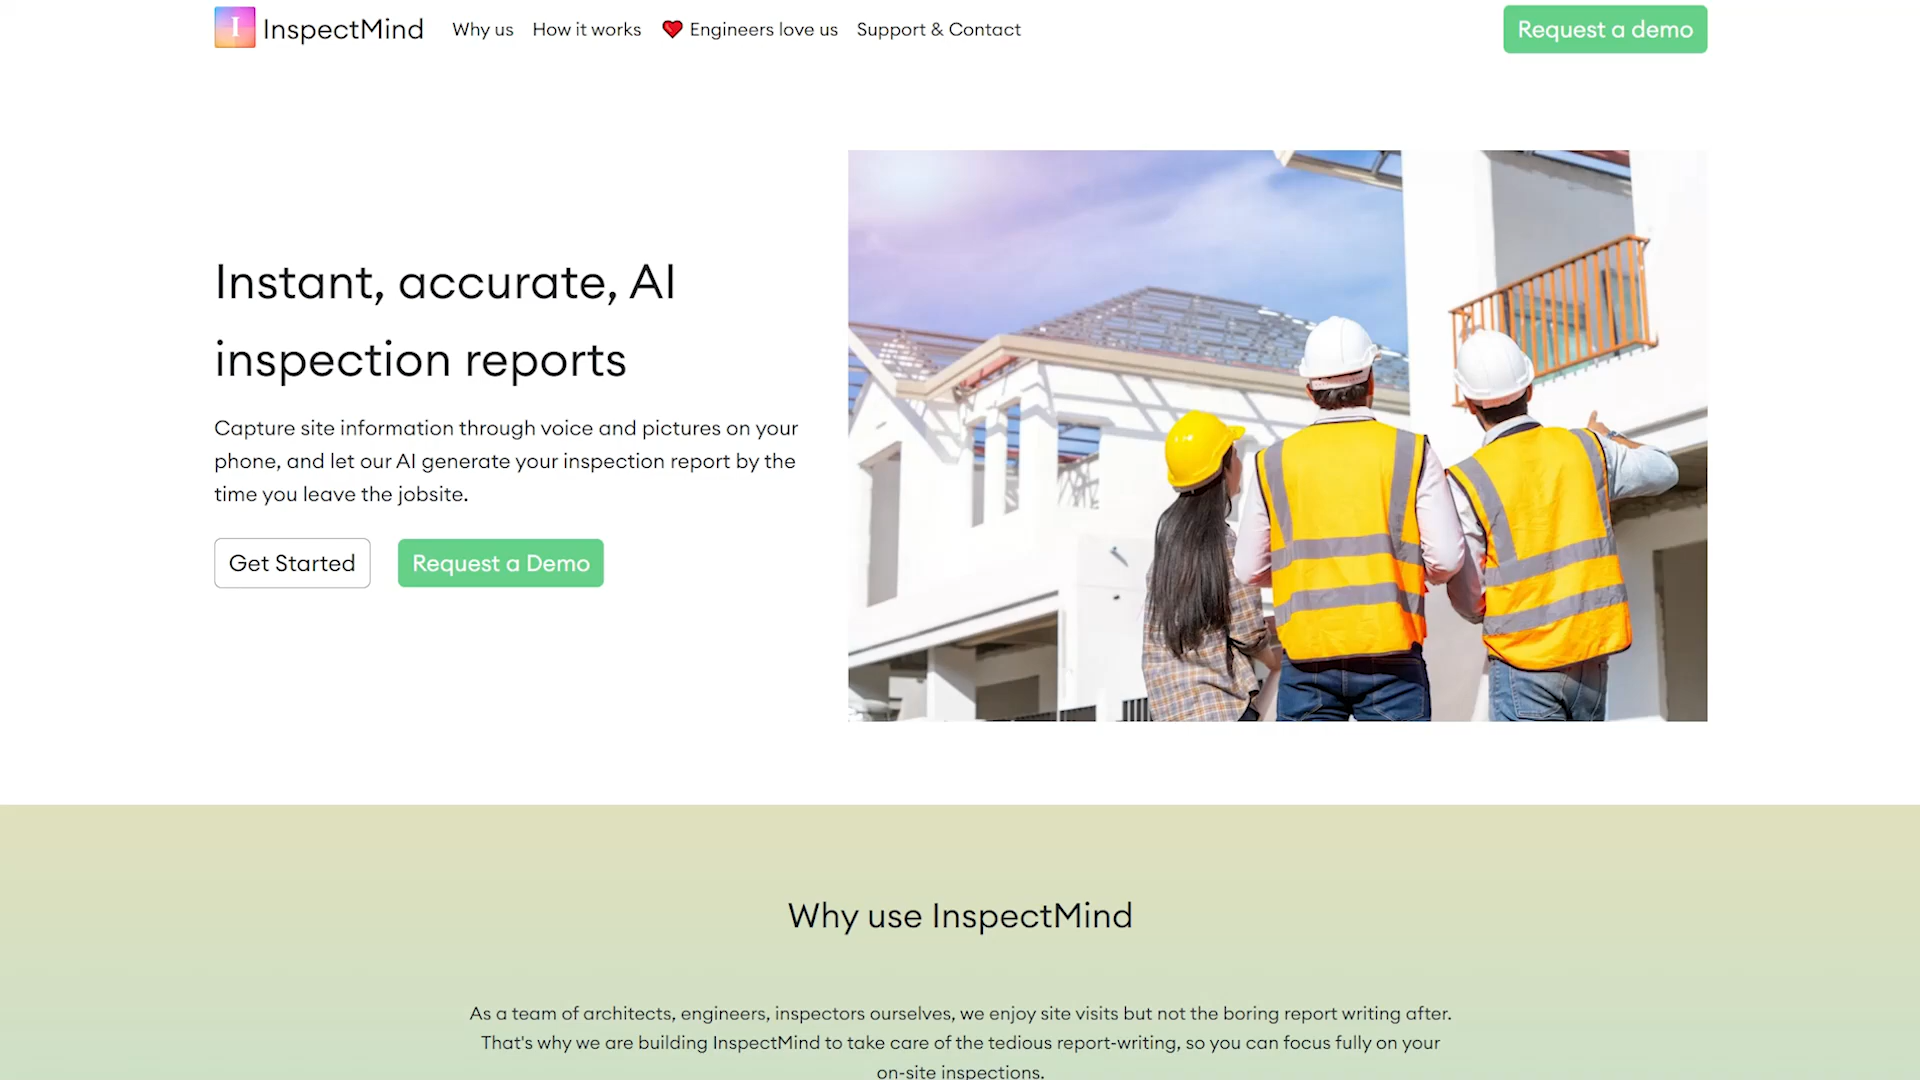 I InspectMind
Why us
How it works
Engineers love us
Support & Contact
Request a demo
Instant, accurate, AI
inspection reports
Capture site information through voice and pictures on your
phone, and let our AI generate your inspection report by the
time you leave the jobsite.
Get Started
Request a Demo
Why use InspectMind
As a team of architects, engineers, inspectors ourselves, we enjoy site visits but not the boring report writing after.
That's why we are building InspectMind to take care of the tedious report-writing, so you can focus fully on your
on-site inspections.